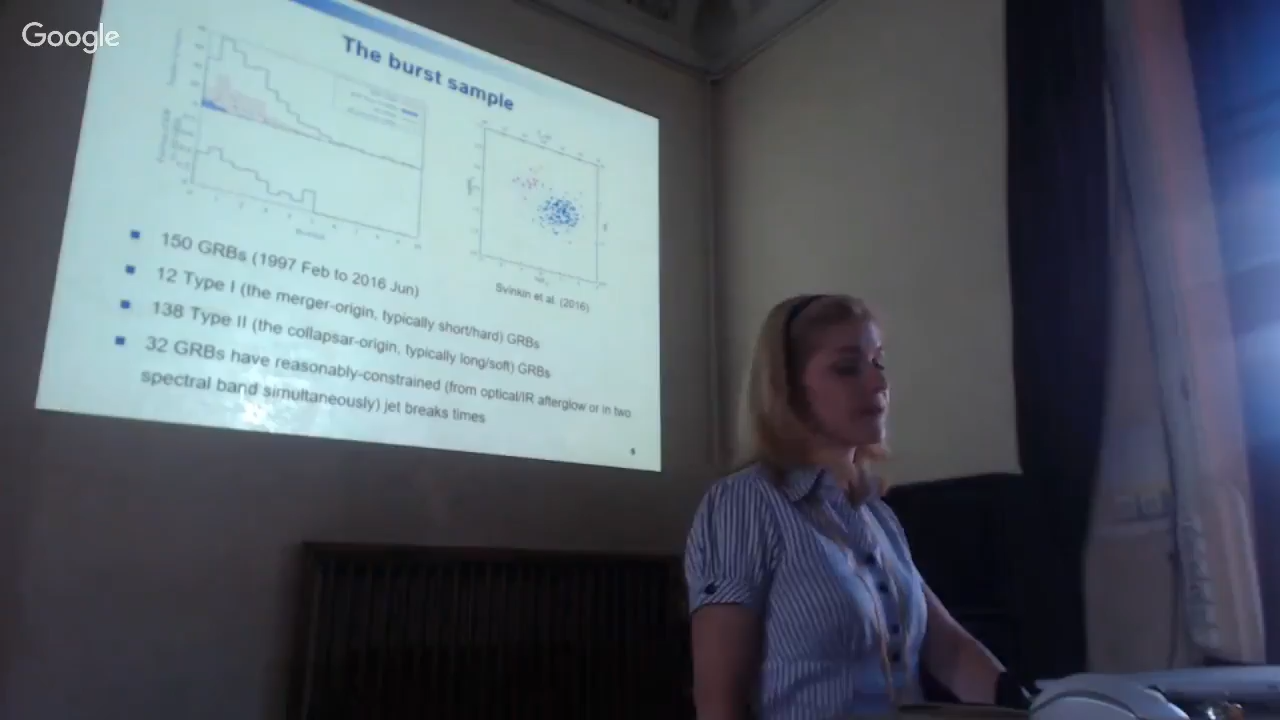 Google
The burst sample
Svinkin et al. (2016)
150 GRBs (1997 Feb to 2016 Jun)
12 Type I (the merger-origin, typically short/hard) GRBs
138 Type II (the collapsar-origin, typically long/soft) GRBs
32 GRBs have reasonably-constrained (from optical/IR afterglow or in two
spectral band simultaneously) jet breaks times